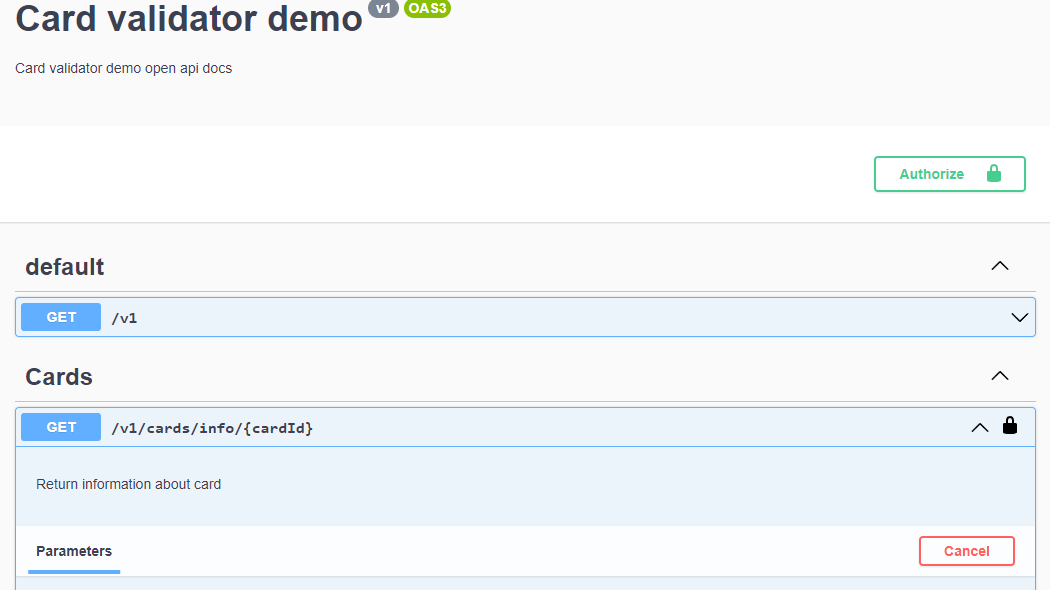 Card validator demo v1 OAS3
Card validator demo open api docs
Authorize
default
GET /v1
Cards
GET /v1/cards/info/{cardId}
Return information about card
Parameters Cancel